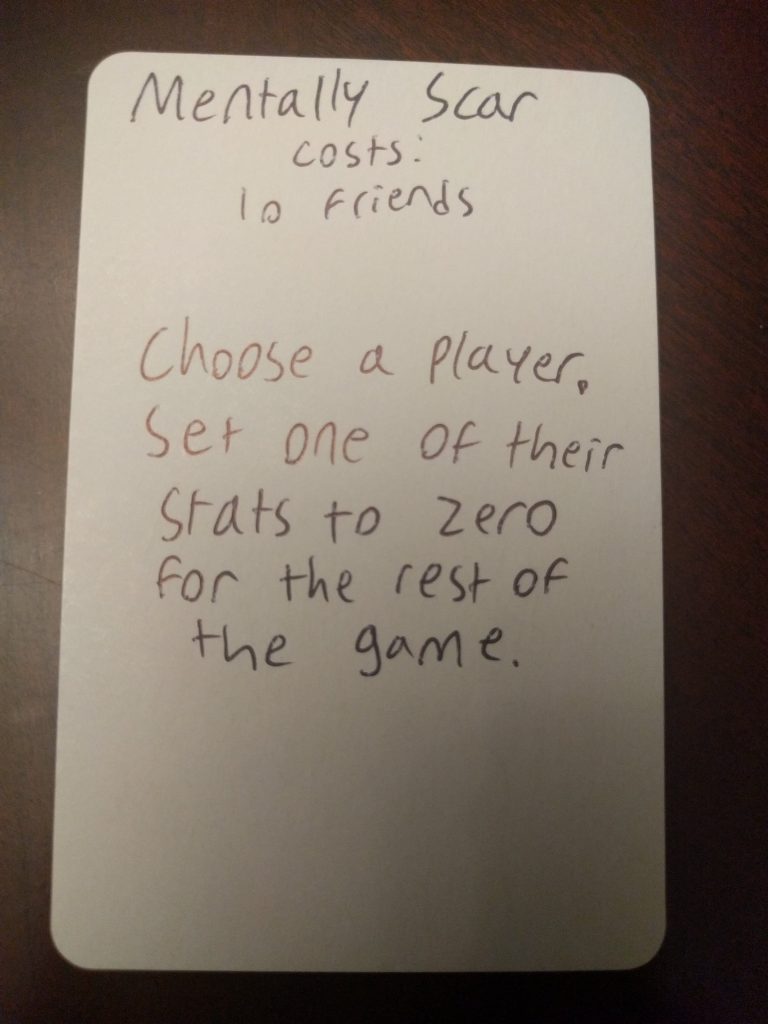 Mentally Scar
costs:
10 Friends
Choose a player.
Set one of their
stats to zero
for the rest of
the game.